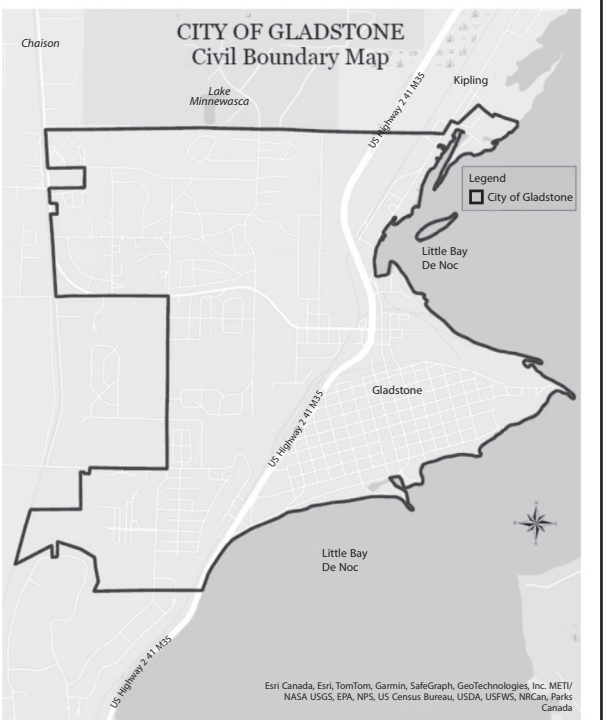 CITY OF GLADSTONE
Civil Boundary Map
Chaison
Lake
Minnewasca
Kipling
US Highway 2 41 M35
Legend
City of Gladstone
Little Bay
De Noc
Gladstone
US Highway 2 41 M35
Little Bay
De Noc
US Highway 2 41 M35
Esri Canada, Esri, TomTom, Garmin, SafeGraph, GeoTechnologies, Inc. METI/
NASA USGS, EPA, NPS, US Census Bureau, USDA, USFWS, NRCan, Parks
Canada